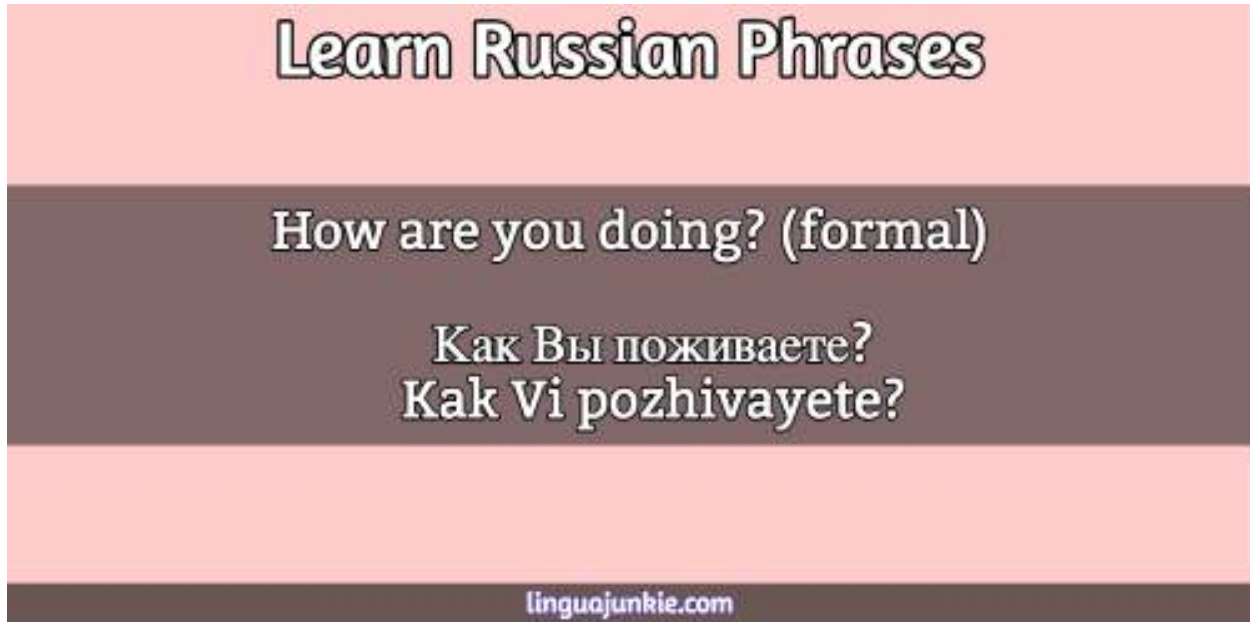 Learn Russian Phrases
How are you doing? (formal)
Как Вы поживаете?
Kak Vi pozhivayete?
linguajunkie.com